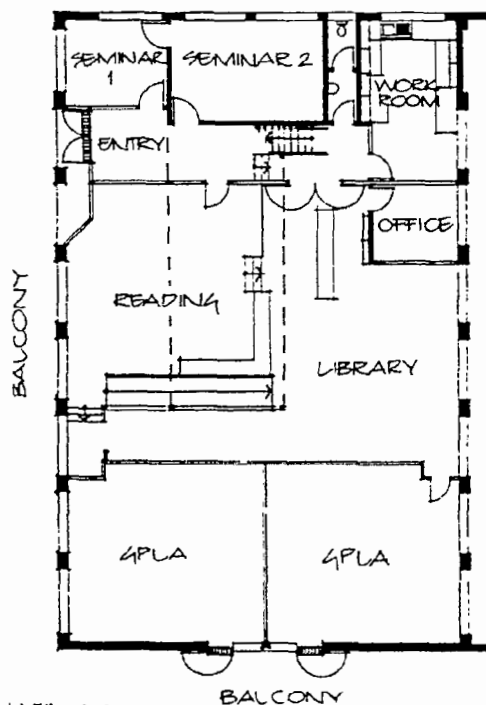 SEMINAR 1
SEMINAR 2
WORK
ROOM
ENTRY
OFFICE
READING
BALCONY
LIBRARY
GPLA
GPLA
BALCONY